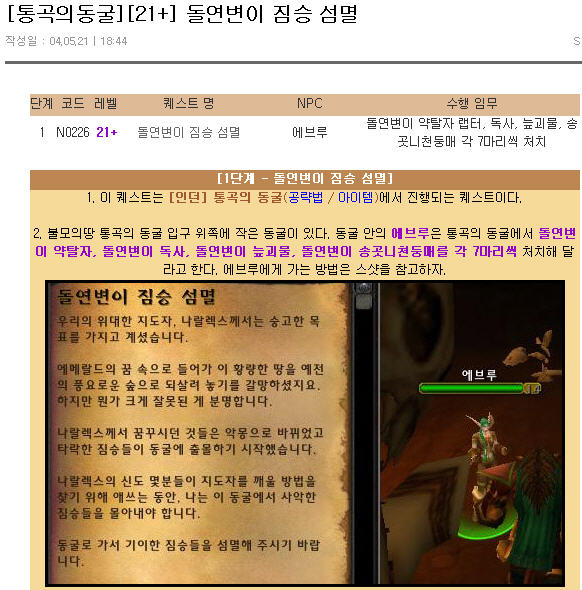 [통곡의동굴][21+] 돌연변이 짐승 섬멸
작성일 : 04,05,21 | 18:44
S
단계 코드 레벨 퀘스트 명 NPC 수행 임무
1 N0226 21+ 돌연변이 짐승 섬멸 에브루 돌연변이 약탈자 랩터, 독사, 늪괴물, 송
곳니천둥매 각 7마리씩 처치
[1단계 - 돌연변이 짐승 섬멸]
1. 이 퀘스트는 [인던] 통곡의 동굴(공략법 / 아이템)에서 진행되는 퀘스트이다.
2. 불모의땅 통곡의 동굴 입구 위쪽에 작은 동굴이 있다. 동굴 안의 에브루은 통곡의 동굴에서 돌연변
이 약탈자, 돌연변이 독사, 돌연변이 늪괴물, 돌연변이 송곳니천둥매를 각 7마리씩 처치해 달
라고 한다. 에브루에게 가는 방법은 스샷을 참고하자.
돌연변이 짐승 섬멸
우리의 위대한 지도자, 나랄렉스께서는 숭고한 목
표를 가지고 계셨습니다.
에메랄드의 꿈 속으로 들어가 이 황량한 땅을 예전
의 풍요로운 숲으로 되살려 놓기를 갈망하셨지요.
하지만 뭔가 크게 잘못된 게 분명합니다.
나랄렉스께서 꿈꾸시던 것들은 악몽으로 바뀌었고
타락한 짐승들이 동굴에 출몰하기 시작했습니다.
나랄렉스의 신도 몇분들이 지도자를 깨울 방법을
찾기 위해 애쓰는 동안, 나는 이 동굴에서 사악한
짐승들을 몰아내야 합니다.
동굴로 가서 기이한 짐승들을 섬멸해 주시기 바랍
니다.
에브루